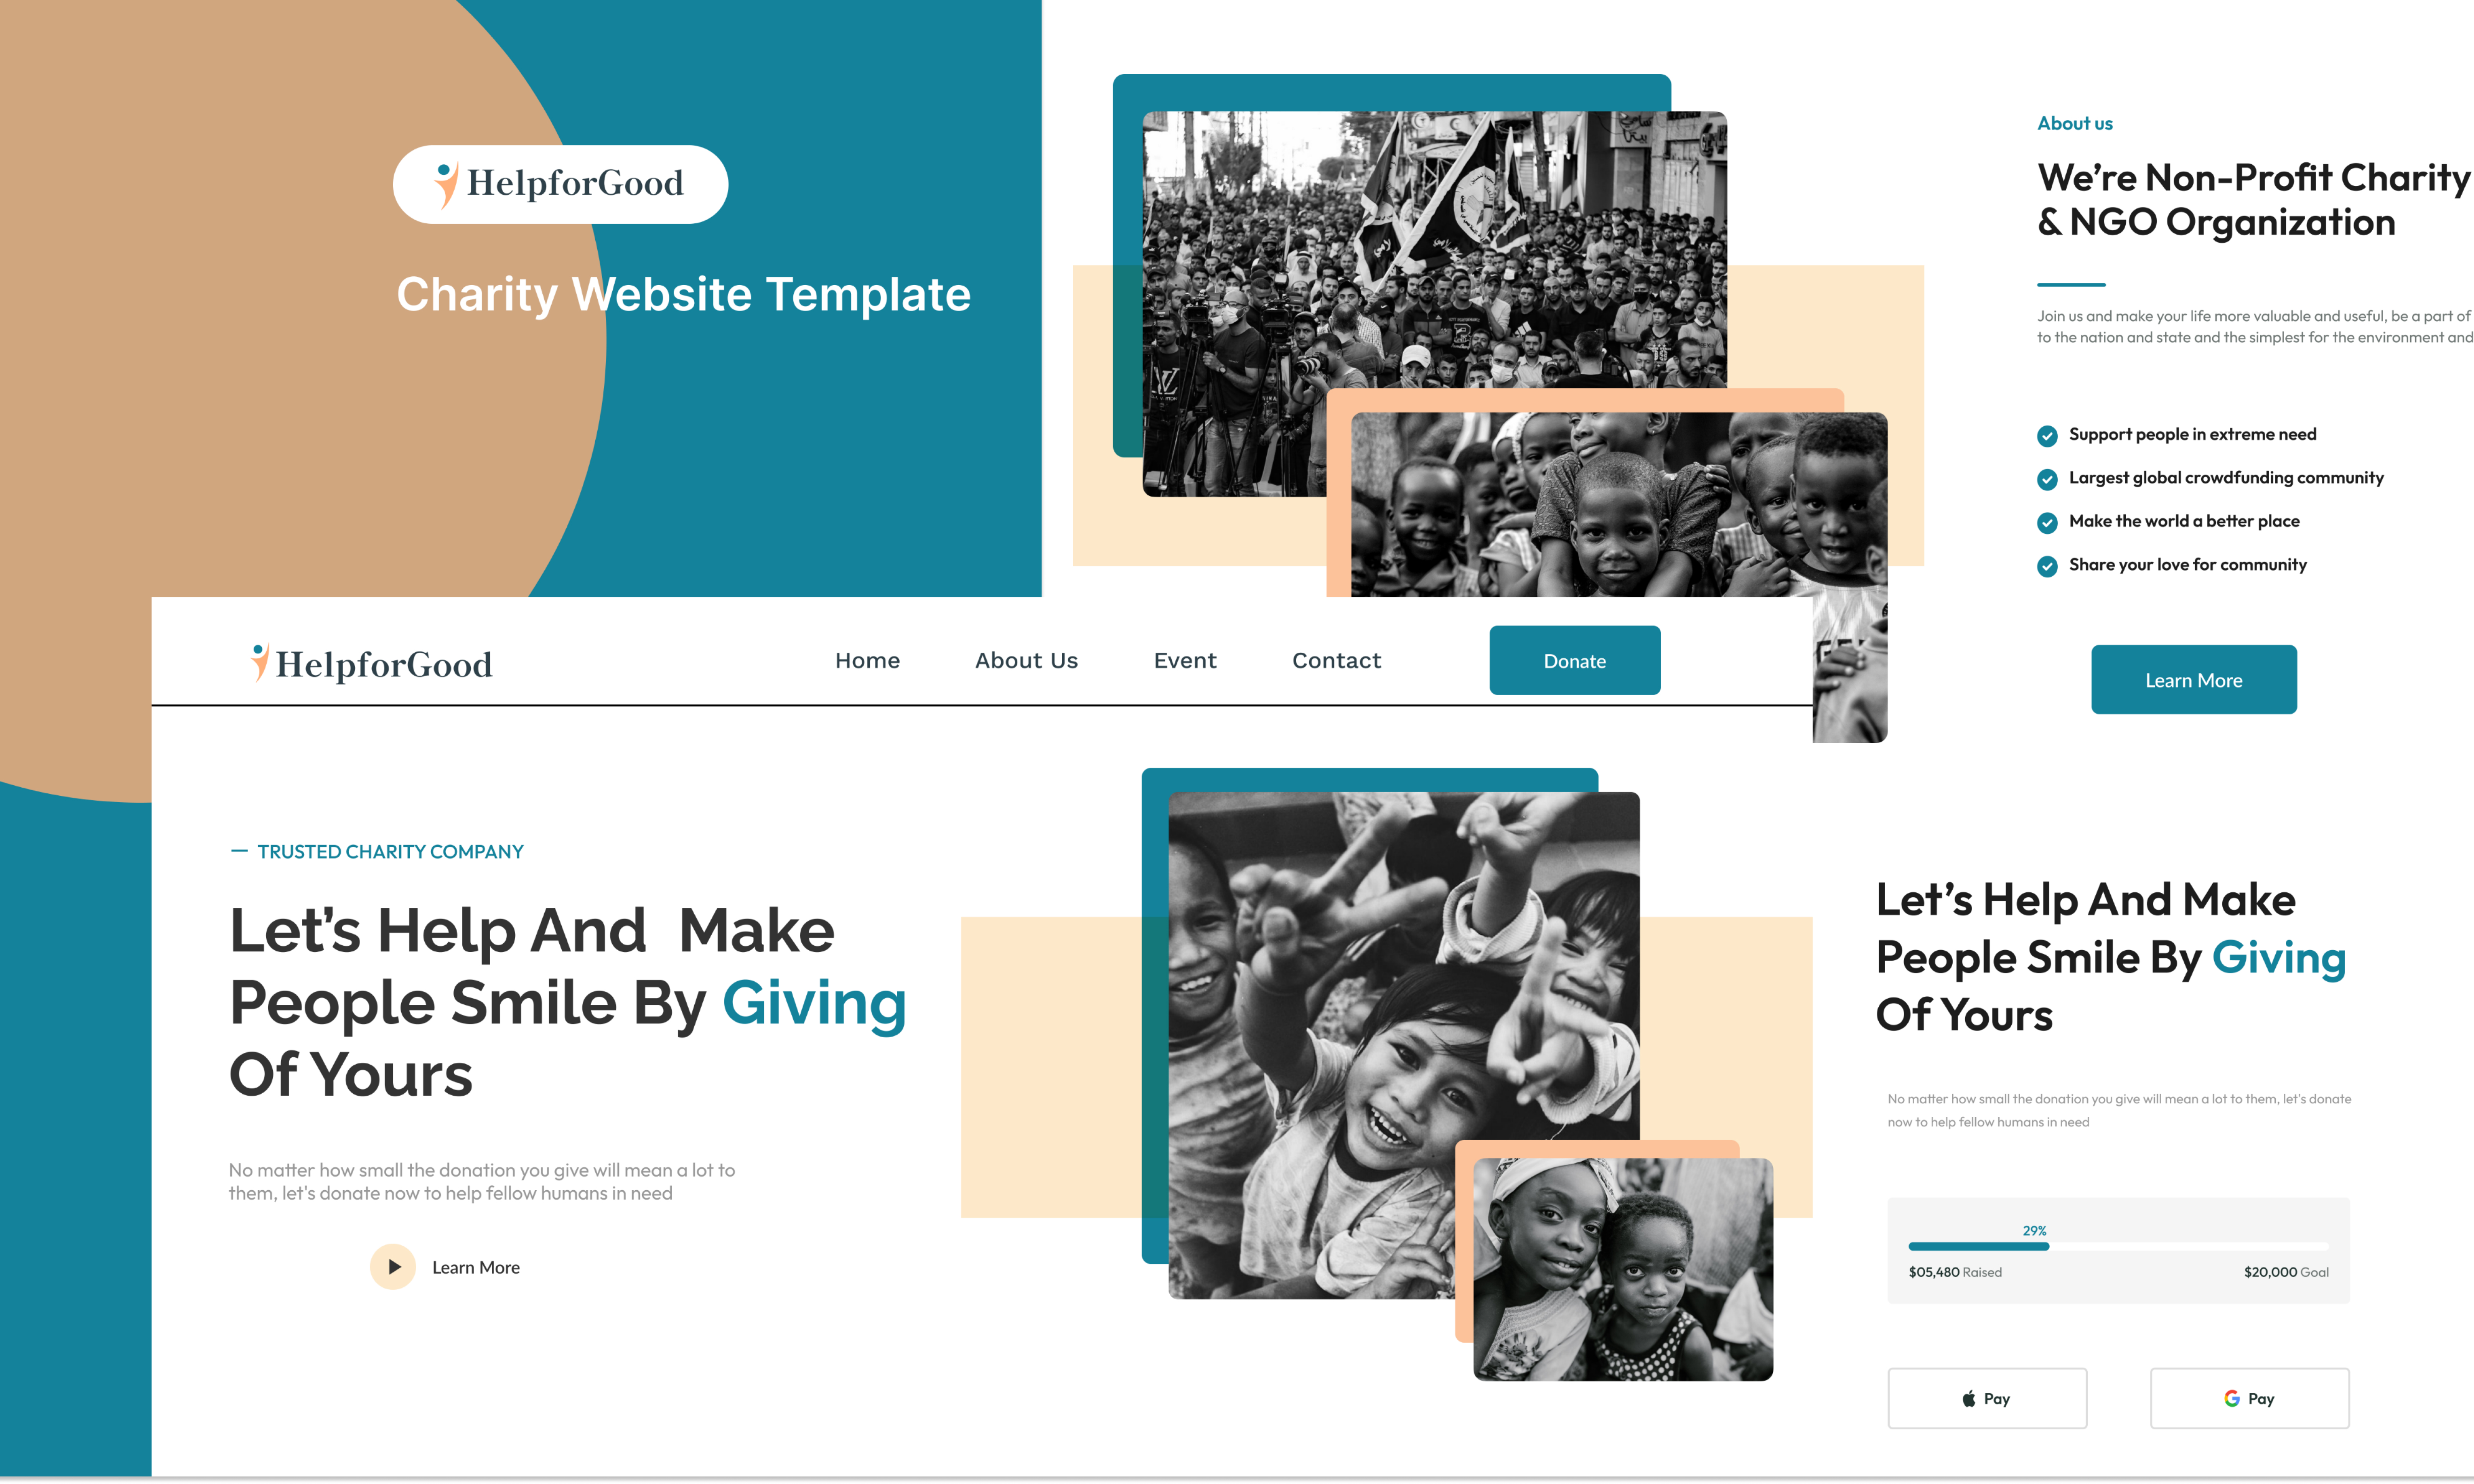 HelpforGood
Charity Website Template
About us
We're Non-Profit Charity
& NGO Organization
Join us and make your life more valuable and useful, be a part of
to the nation and state and the simplest for the environment and
Support people in extreme need
Largest global crowdfunding community
Make the world a better place
Share your love for community
Learn More
HelpforGood
Home
About Us
Event
Contact
Donate
— TRUSTED CHARITY COMPANY
Let's Help And  Make
People Smile By Giving
Of Yours
No matter how small the donation you give will mean a lot to
them, let's donate now to help fellow humans in need
Learn More
Let's Help And Make
People Smile By Giving
Of Yours
No matter how small the donation you give will mean a lot to them, let's donate
now to help fellow humans in need
29%
$05,480 Raised
$20,000 Goal
Pay
G Pay